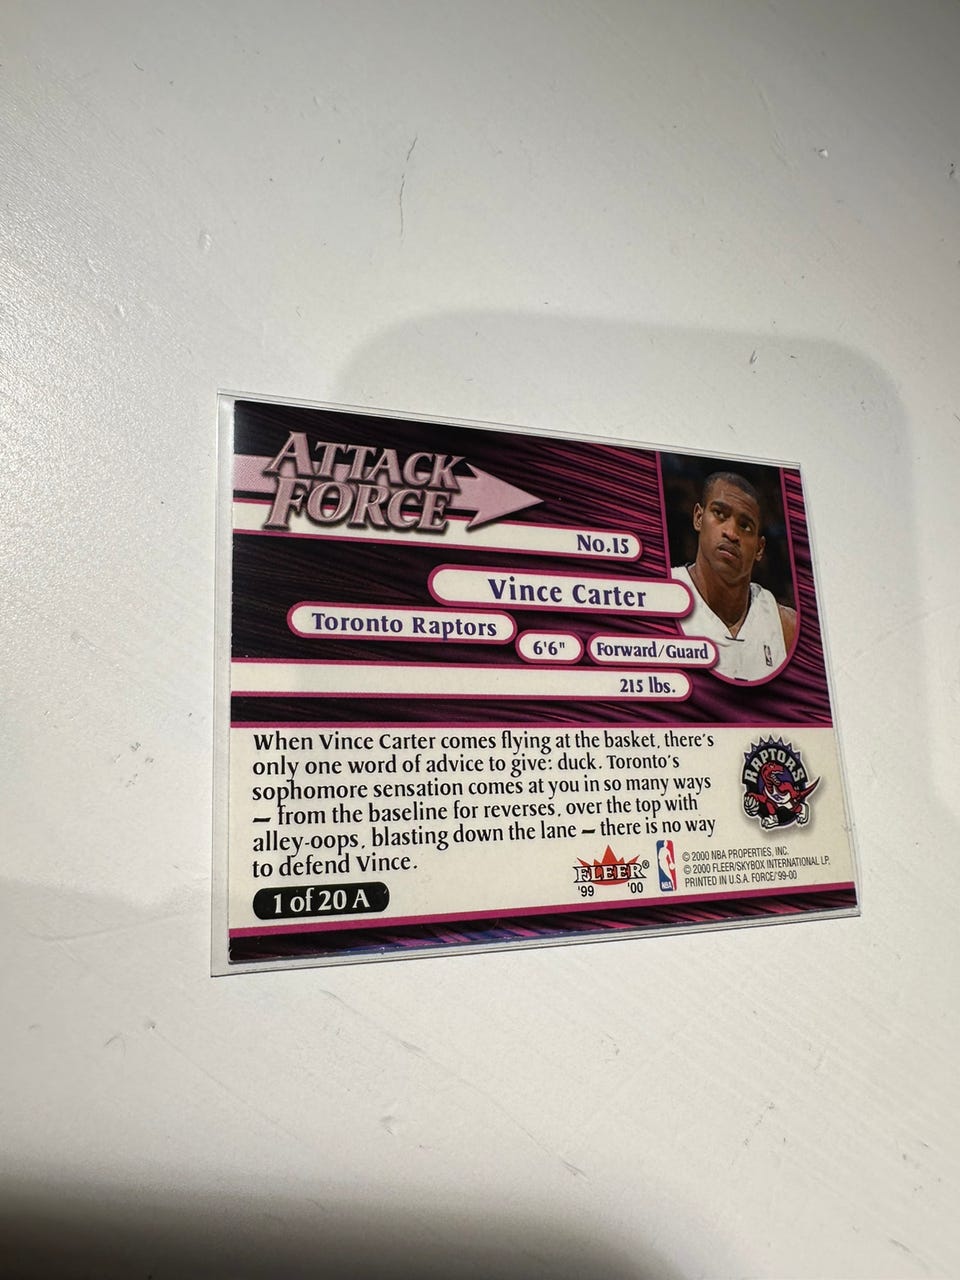 ATTACK
FORCE
No.15
Vince Carter
Toronto Raptors
6'6"
Forward/Guard
215 lbs.
When Vince Carter comes flying at the basket, there's
only one word of advice to give: duck. Toronto's
sophomore sensation comes at you in so many ways
— from the baseline for reverses, over the top with
alley-oops, blasting down the lane — there is no way
to defend Vince.
RAPTORS
1 of 20 A
FLEER®
'99 '00
NBA
© 2000 NBA PROPERTIES, INC.
© 2000 FLEER/SKYBOX INTERNATIONAL LP.
PRINTED IN U.S.A. FORCE/'99-00